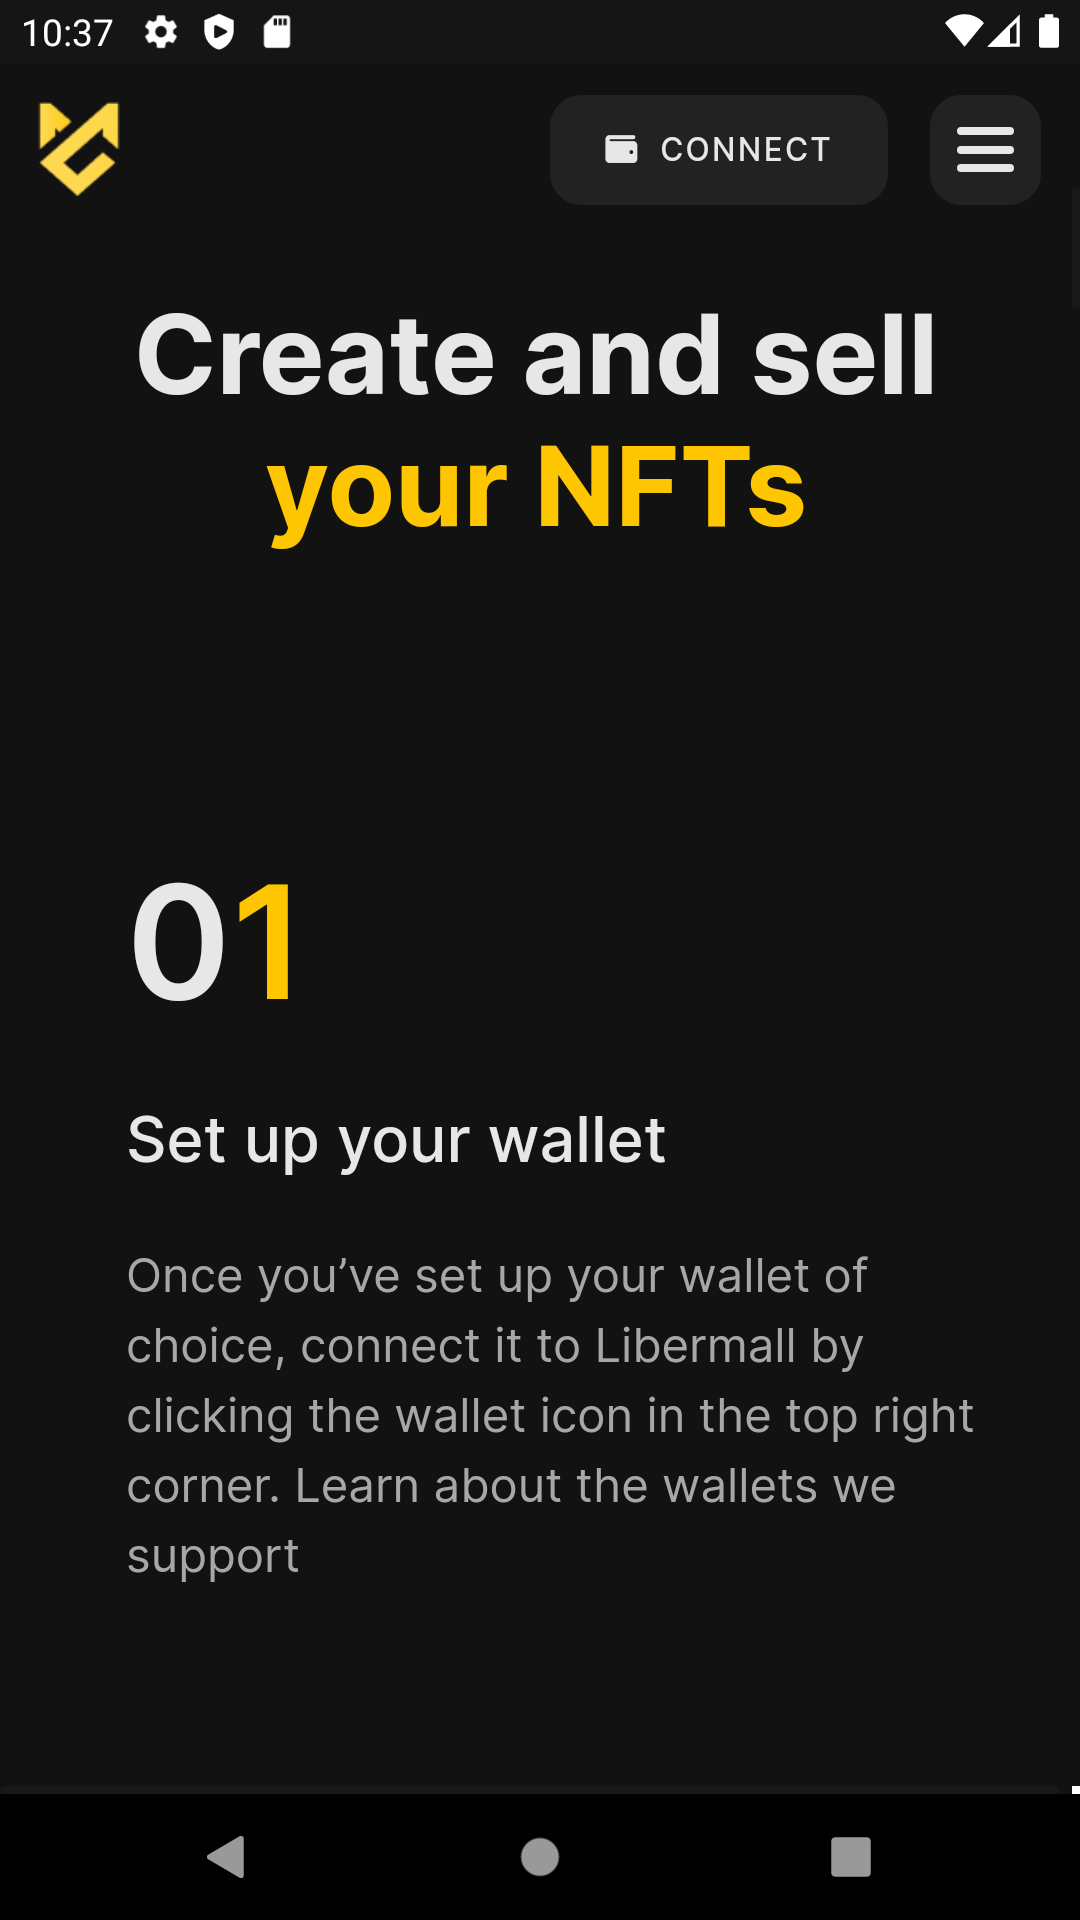 10:37
CONNECT
Create and sell
your NFTs
01
Set up your wallet
Once you’ve set up your wallet of
choice, connect it to Libermall by
clicking the wallet icon in the top right
corner. Learn about the wallets we
support